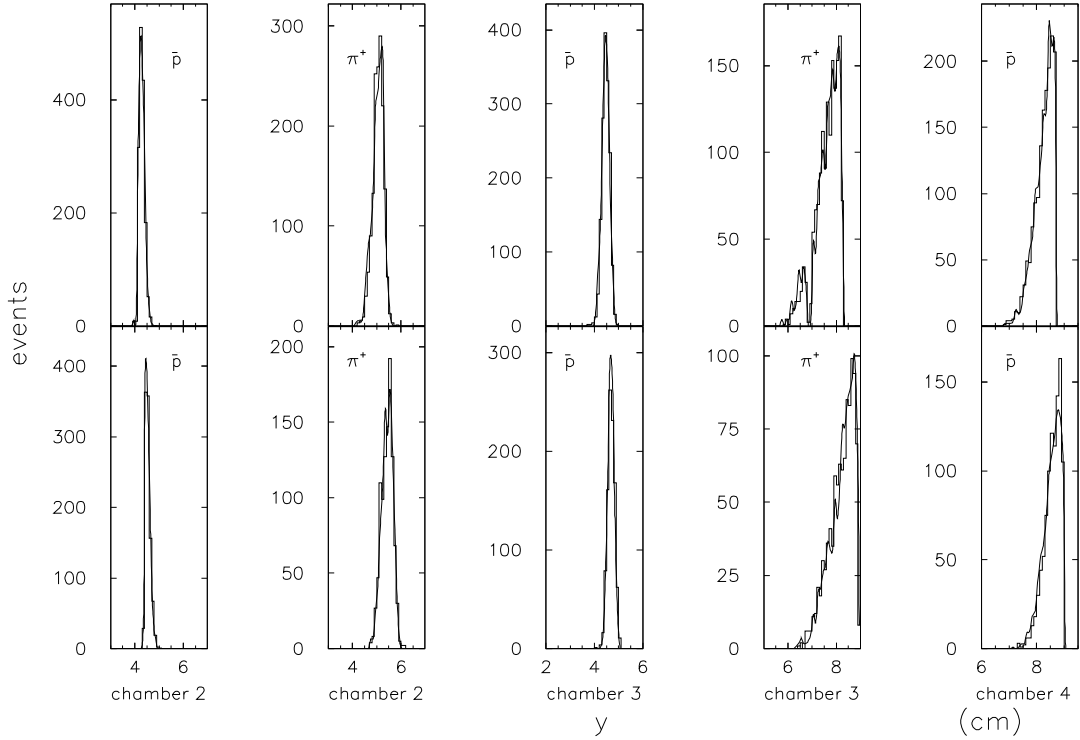 p̄ π⁺ p̄ π⁺ p̄
400 200 0
300 200 100 0
400 300 200 100 0
150 100 50 0
200 150 100 50 0
events
p̄ π⁺ p̄ π⁺ p̄
400 300 200 100 0
200 150 100 50 0
300 200 100 0
100 75 50 25 0
150 100 50 0
4 6 4 6 2 4 6 6 8 6 8
chamber 2 chamber 2 chamber 3 chamber 3 chamber 4
y (cm)